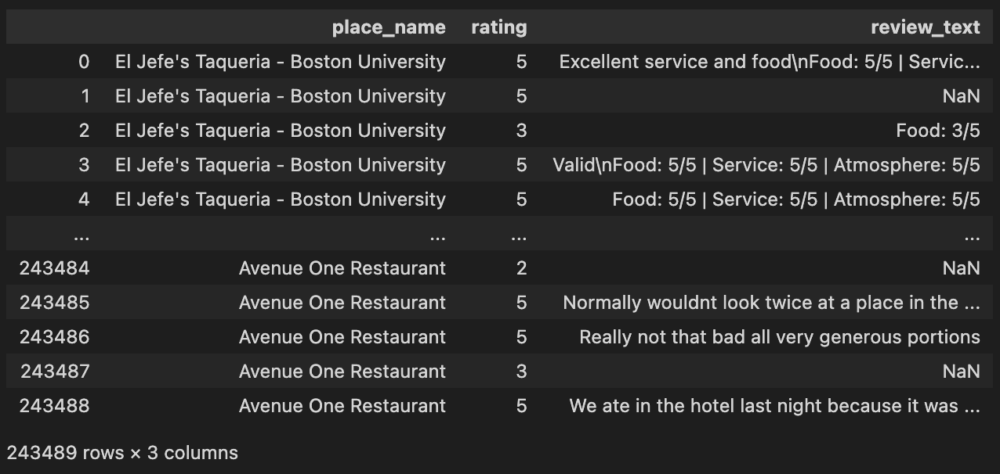 place_name rating review_text
0 El Jefe's Taqueria - Boston University 5 Excellent service and food\nFood: 5/5 | Servic...
1 El Jefe's Taqueria - Boston University 5 NaN
2 El Jefe's Taqueria - Boston University 3 Food: 3/5
3 El Jefe's Taqueria - Boston University 5 Valid\nFood: 5/5 | Service: 5/5 | Atmosphere: 5/5
4 El Jefe's Taqueria - Boston University 5 Food: 5/5 | Service: 5/5 | Atmosphere: 5/5
... ... ... ...
243484 Avenue One Restaurant 2 NaN
243485 Avenue One Restaurant 5 Normally wouldnt look twice at a place in the ...
243486 Avenue One Restaurant 5 Really not that bad all very generous portions
243487 Avenue One Restaurant 3 NaN
243488 Avenue One Restaurant 5 We ate in the hotel last night because it was ...
243489 rows × 3 columns